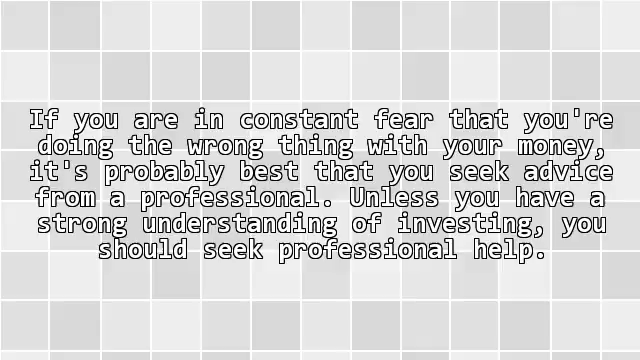 If you are in constant fear that you're
doing the wrong thing with your money,
it's probably best that you seek advice
from a professional. Unless you have a
strong understanding of investing, you
should seek professional help.